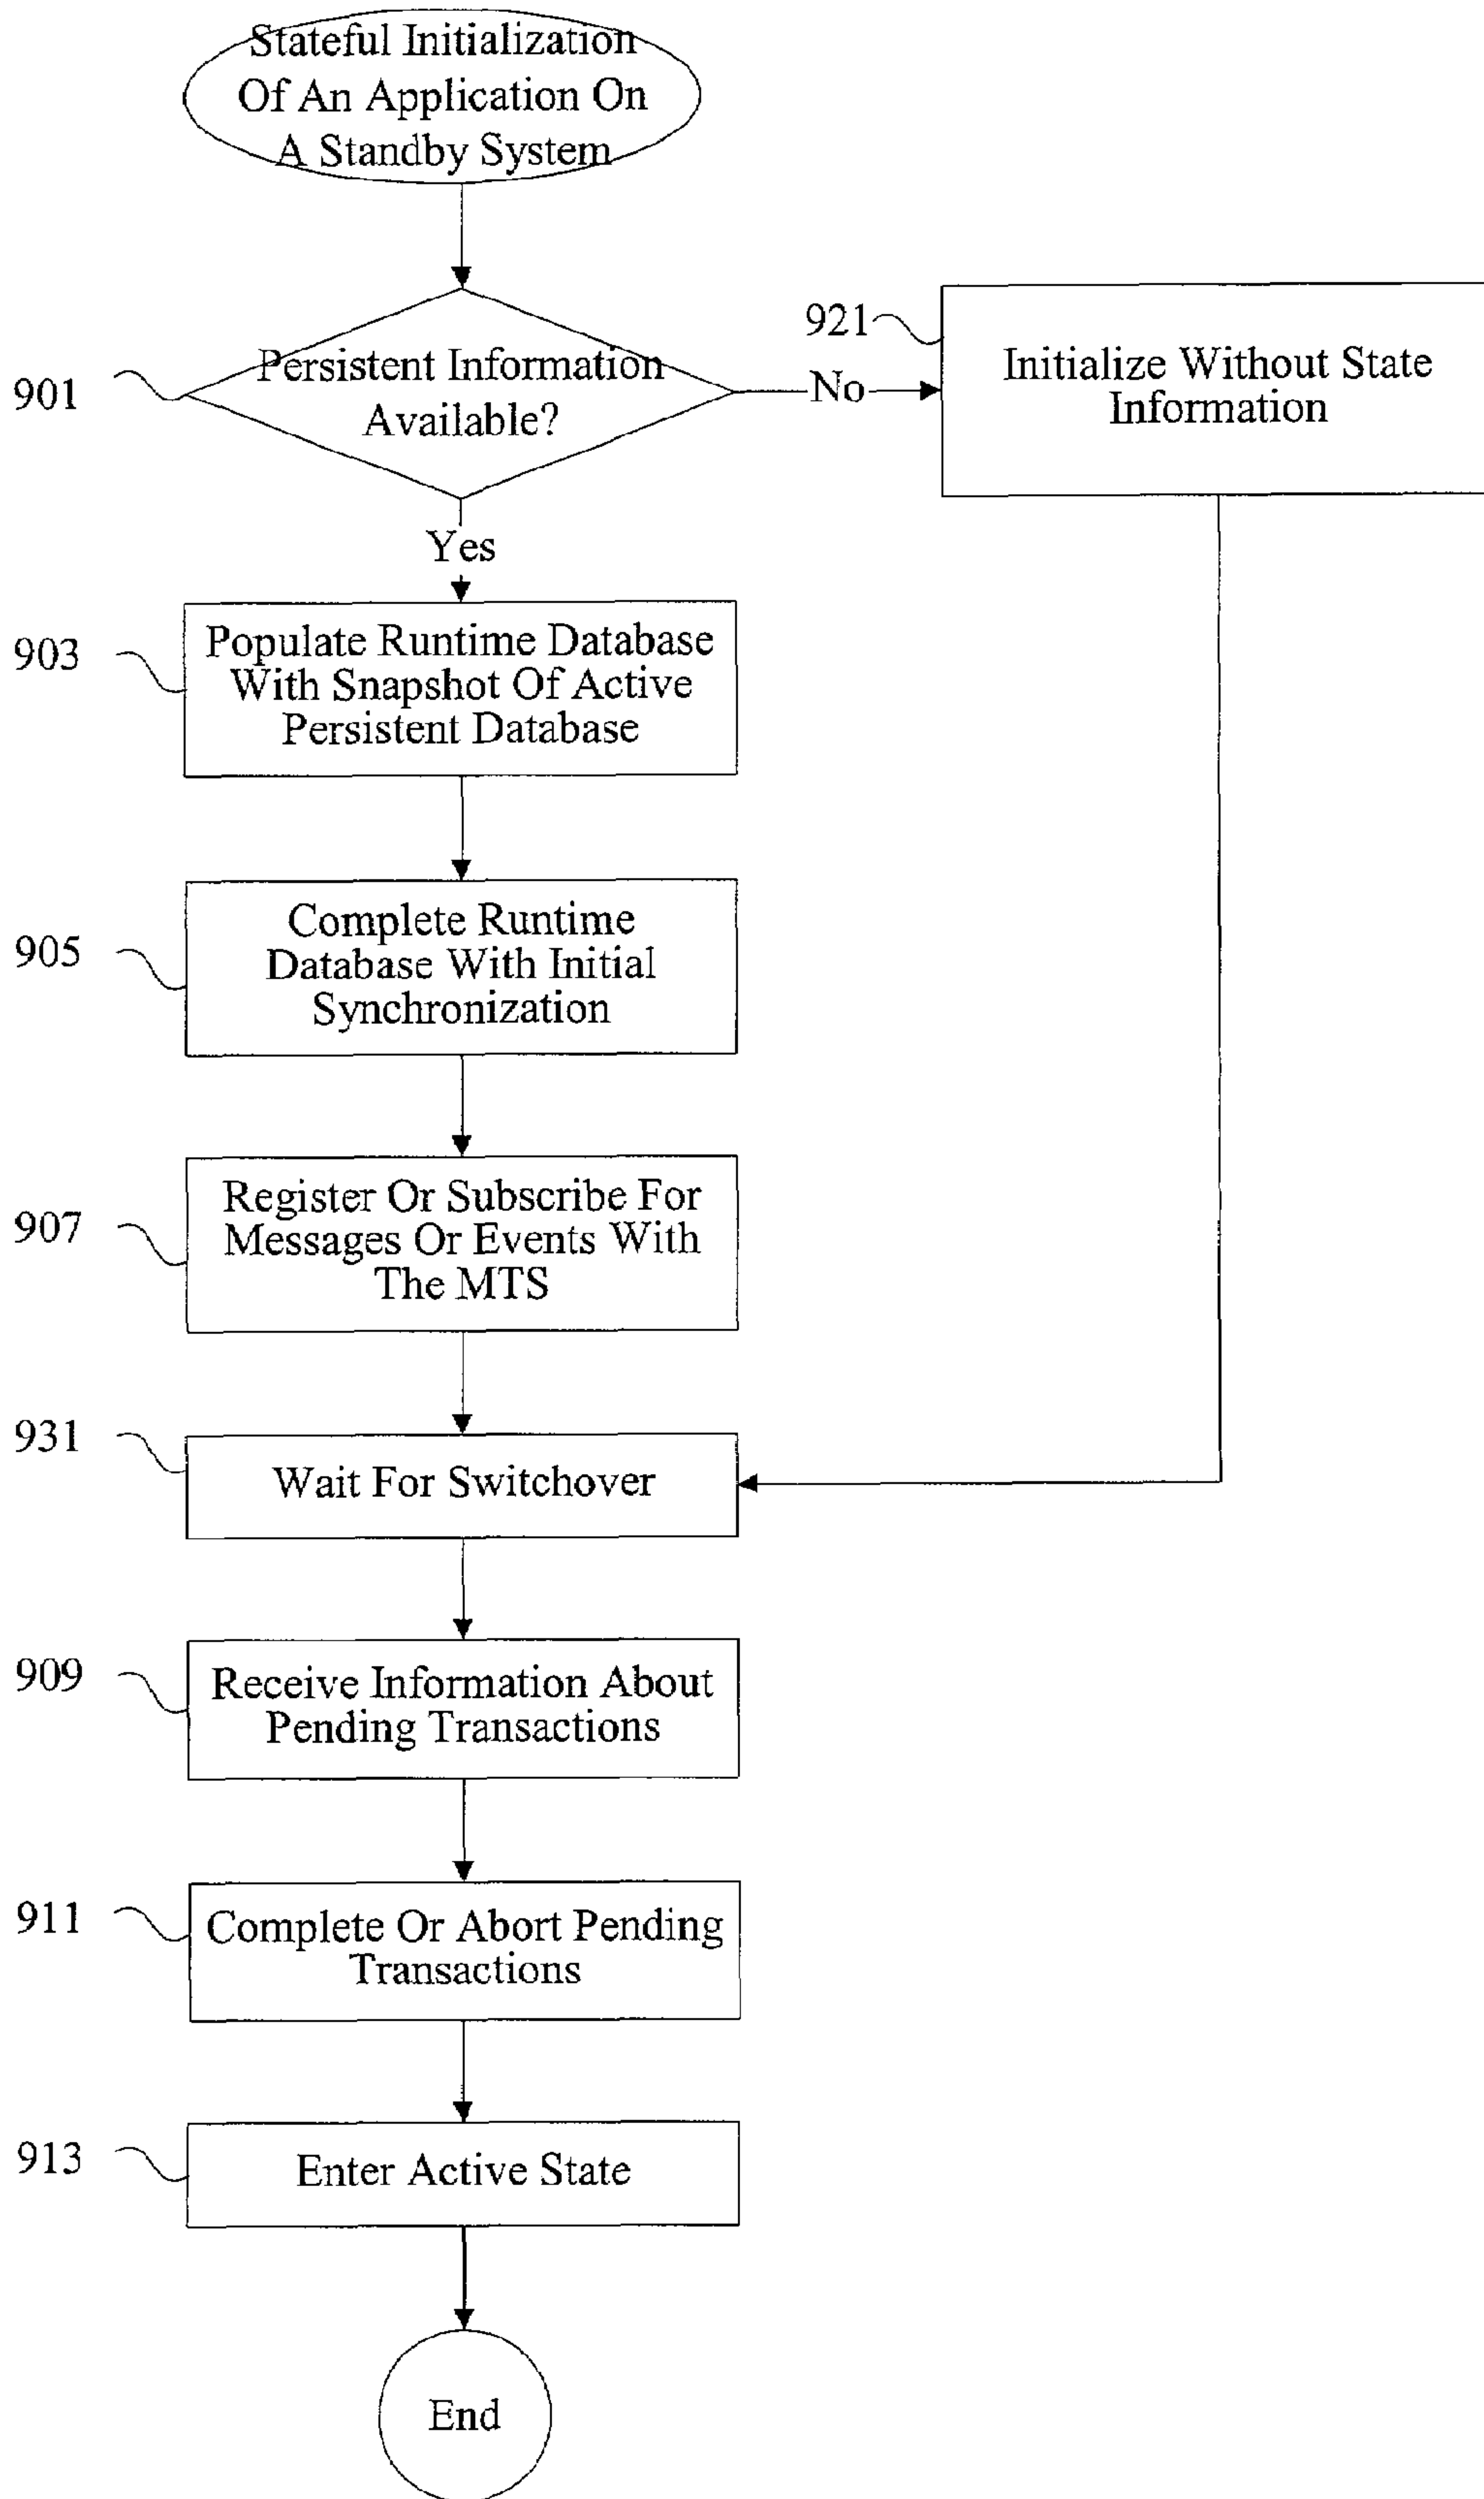 Stateful Initialization
Of An Application On
A Standby System
901
Persistent Information
Available?
No
921
Initialize Without State
Information
Yes
903
Populate Runtime Database
With Snapshot Of Active
Persistent Database
905
Complete Runtime
Database With Initial
Synchronization
907
Register Or Subscribe For
Messages Or Events With
The MTS
931
Wait For Switchover
909
Receive Information About
Pending Transactions
911
Complete Or Abort Pending
Transactions
913
Enter Active State
End